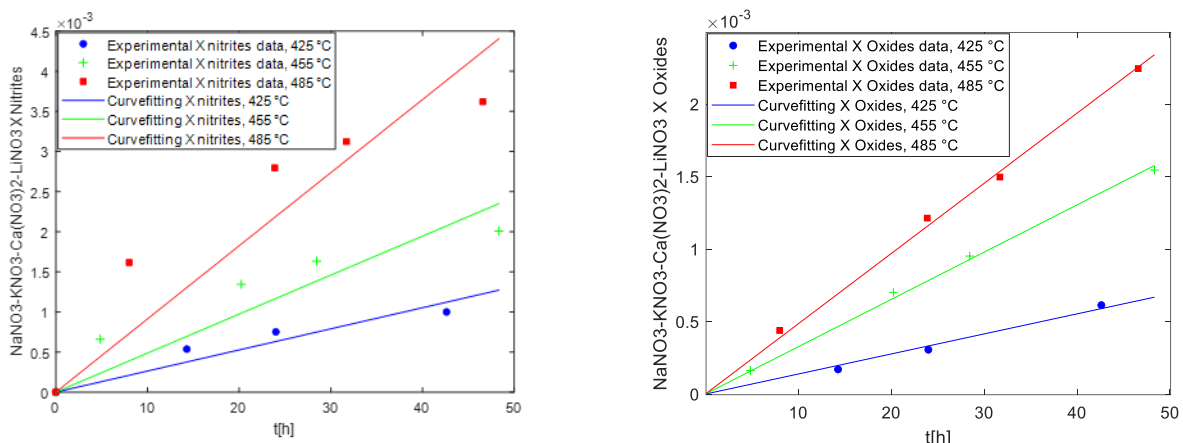 ×10-3
4.5
4
3.5
3
2.5
2
1.5
1
0.5
0
NaNO3-KNO3-Ca(NO3)2-LiNO3 X Nitrites
Experimental X nitrites data, 425 °C
Experimental X nitrites data, 455 °C
Experimental X nitrites data, 485 °C
Curvefitting X nitrites, 425 °C
Curvefitting X nitrites, 455 °C
Curvefitting X nitrites, 485 °C
0 10 20 30 40 50
t[h]
×10-3
2
1.5
1
0.5
0
NaNO3-KNO3-Ca(NO3)2-LiNO3 X Oxides
Experimental X Oxides data, 425 °C
Experimental X Oxides data, 455 °C
Experimental X Oxides data, 485 °C
Curvefitting X Oxides, 425 °C
Curvefitting X Oxides, 455 °C
Curvefitting X Oxides, 485 °C
10 20 30 40 50
t[h]